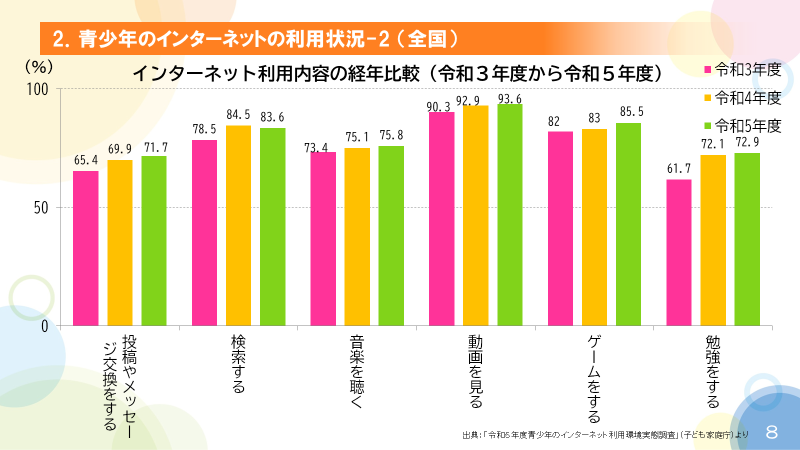 2. 青少年のインターネットの利用状況-2（全国）
(%)
インターネット利用内容の経年比較（令和３年度から令和５年度）
令和3年度
令和4年度
令和5年度
100
50
0
65.4
69.9
71.7
78.5
84.5
83.6
73.4
75.1
75.8
90.3
92.9
93.6
82
83
85.5
61.7
72.1
72.9
投稿やメッセー
ジ交換をする
検索する
音楽を聴く
動画を見る
ゲームをする
勉強をする
出典：「令和5年度青少年のインターネット利用環境実態調査」（子ども家庭庁）より
8